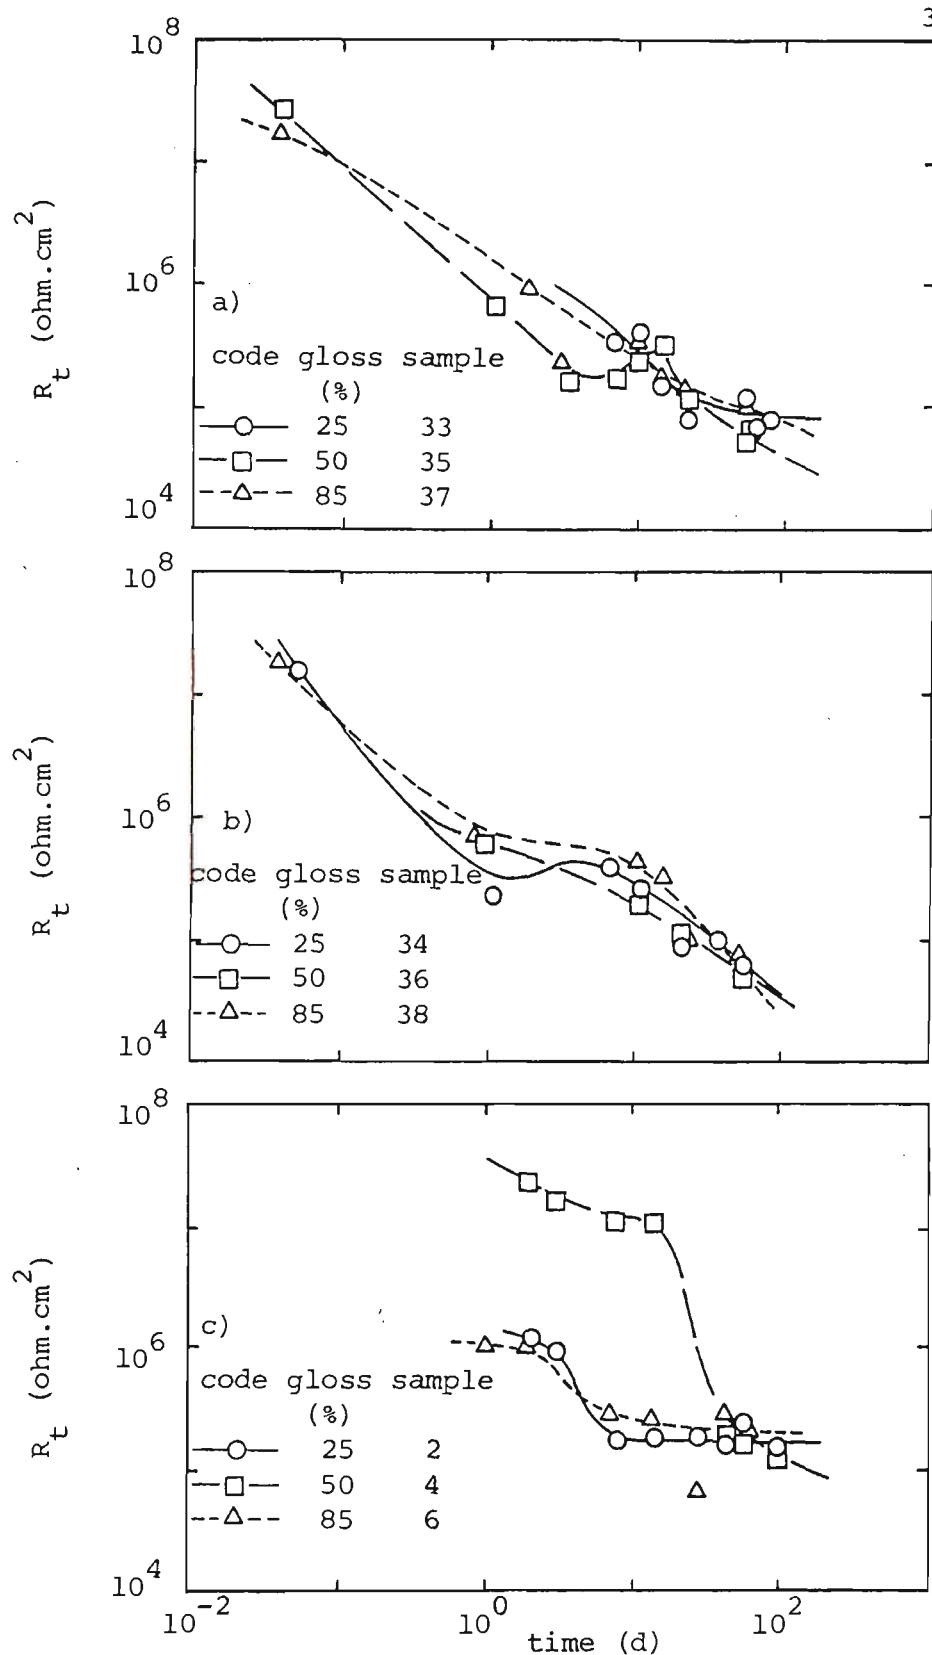 3
10^8
10^6
10^4
R_t (ohm.cm^2)
a)
code gloss sample
(%)
25 33
50 35
85 37
10^8
10^6
10^4
R_t (ohm.cm^2)
b)
code gloss sample
(%)
25 34
50 36
85 38
10^8
10^6
10^4
R_t (ohm.cm^2)
c)
code gloss sample
(%)
25 2
50 4
85 6
10^-2 10^0 10^2
time (d)